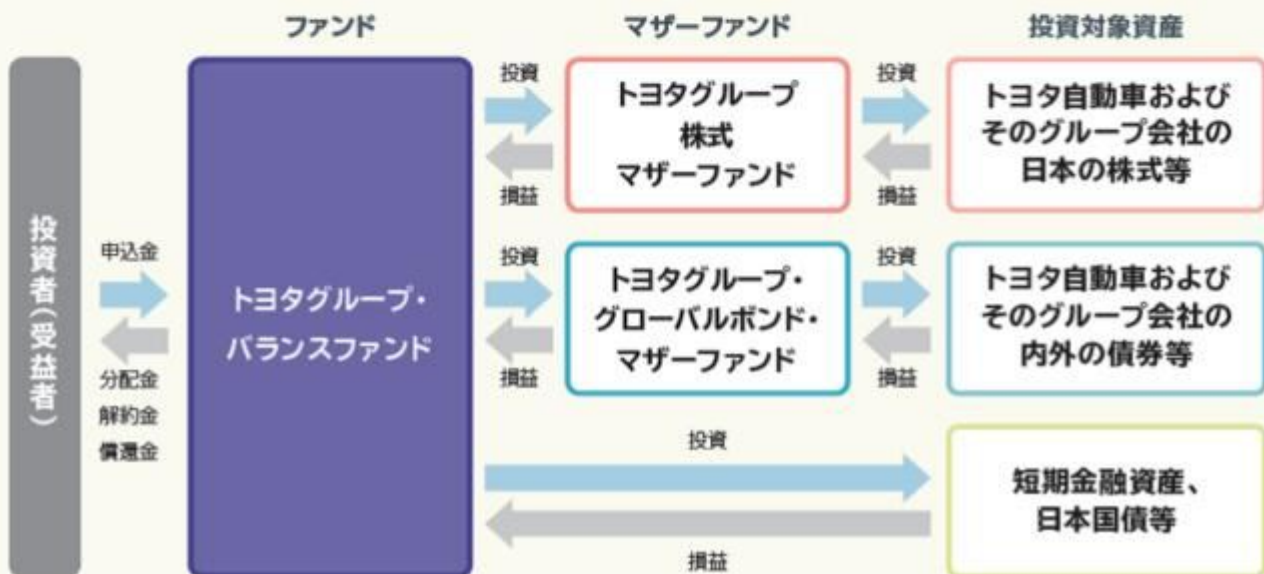 ファンド
マザーファンド
投資対象資産
投資者(受益者)
申込金
分配金
解約金
償還金
トヨタグループ・
バランスファンド
投資
損益
トヨタグループ
株式
マザーファンド
投資
損益
トヨタ自動車および
そのグループ会社の
日本の株式等
投資
損益
トヨタグループ・
グローバルボンド・
マザーファンド
投資
損益
トヨタ自動車および
そのグループ会社の
内外の債券等
投資
損益
短期金融資産、
日本国債等